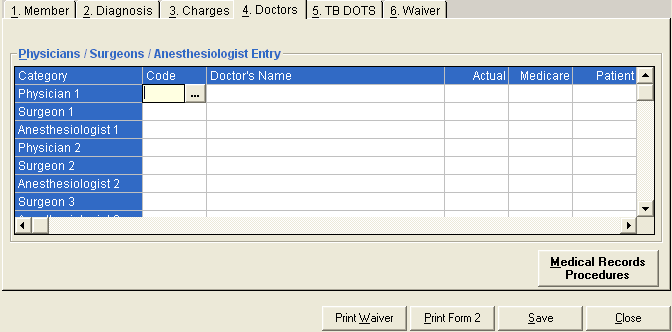 1. Member 2. Diagnosis 3. Charges 4. Doctors 5. TB DOTS 6. Waiver
Physicians / Surgeons / Anesthesiologist Entry
Category Code Doctor's Name Actual Medicare Patient
Physician 1 ...
Surgeon 1
Anesthesiologist 1
Physician 2
Surgeon 2
Anesthesiologist 2
Surgeon 3
Medical Records
Procedures
Print Waiver Print Form 2 Save Close